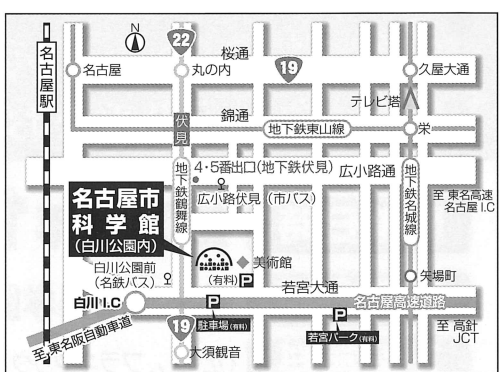 N
22
桜通
名古屋駅
名古屋
丸の内
19
久屋大通
テレビ塔
錦通
伏見
地下鉄東山線
栄
4・5番出口(地下鉄伏見)
広小路通
地下鉄鶴舞線
広小路伏見(市バス)
地下鉄名城線
至 東名高速
名古屋 I.C
名古屋市
科学館
(白川公園内)
(有料)
P
美術館
白川公園前
(名鉄バス)
矢場町
若宮大通
白川I.C
P
名古屋高速道路
駐車場(有料)
P
若宮パーク(有料)
19
至 高針
JCT
至 東名阪自動車道
大須観音